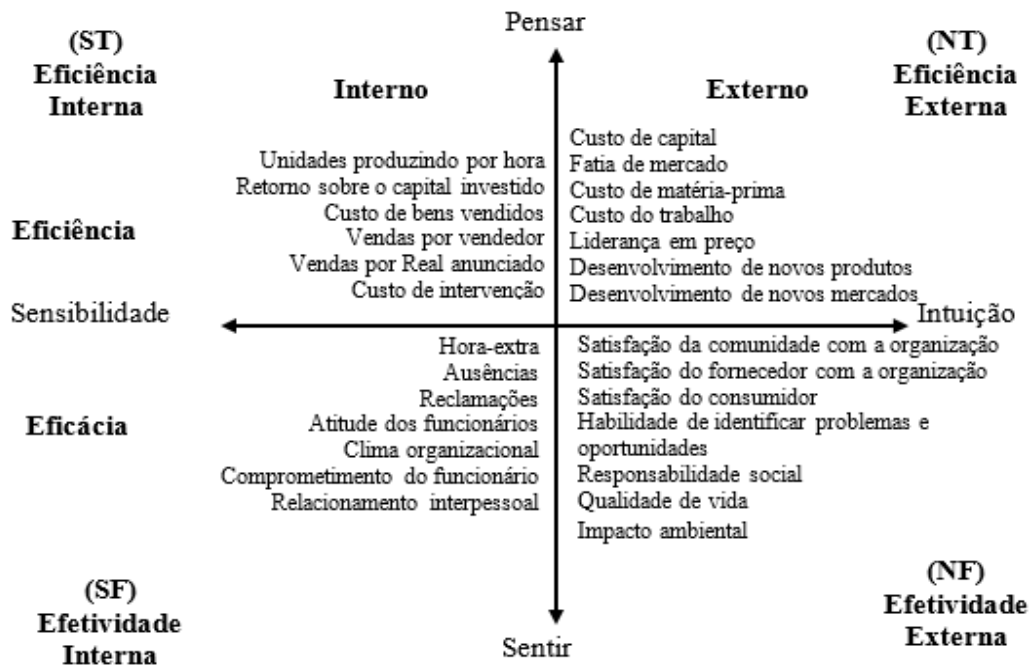 Pensar
(ST)
Eficiência
Interna
(NT)
Eficiência
Externa
Interno
Externo
Unidades produzindo por hora
Retorno sobre o capital investido
Custo de bens vendidos
Vendas por vendedor
Vendas por Real anunciado
Custo de intervenção
Custo de capital
Fatia de mercado
Custo de matéria-prima
Custo do trabalho
Liderança em preço
Desenvolvimento de novos produtos
Desenvolvimento de novos mercados
Eficiência
Sensibilidade
Intuição
Hora-extra
Ausências
Reclamações
Atitude dos funcionários
Clima organizacional
Comprometimento do funcionário
Relacionamento interpessoal
Satisfação da comunidade com a organização
Satisfação do fornecedor com a organização
Satisfação do consumidor
Habilidade de identificar problemas e
oportunidades
Responsabilidade social
Qualidade de vida
Impacto ambiental
Eficácia
(SF)
Efetividade
Interna
(NF)
Efetividade
Externa
Sentir